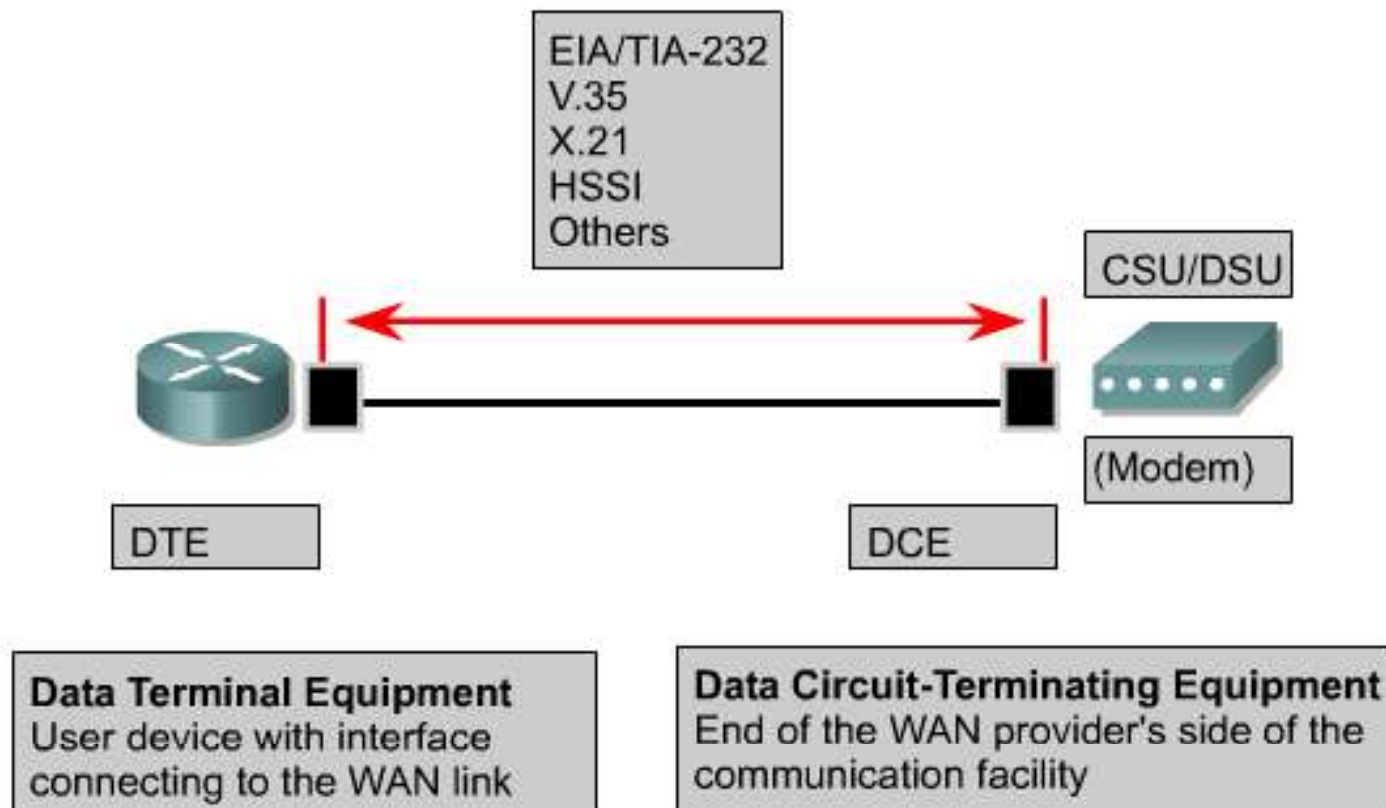 EIA/TIA-232
V.35
X.21
HSSI
Others
CSU/DSU
(Modem)
DTE
DCE
Data Terminal Equipment
User device with interface
connecting to the WAN link
Data Circuit-Terminating Equipment
End of the WAN provider's side of the
communication facility